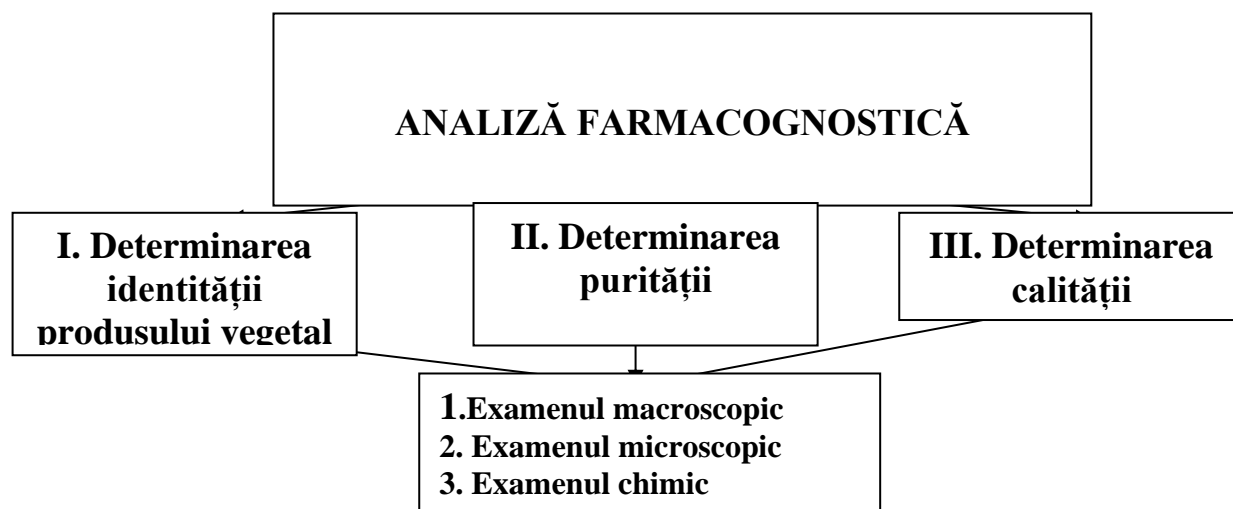 ANALIZĂ FARMACOGNOSTICĂ
I. Determinarea
identității
produsului vegetal
II. Determinarea
purității
III. Determinarea
calității
1.Examenul macroscopic
2. Examenul microscopic
3. Examenul chimic